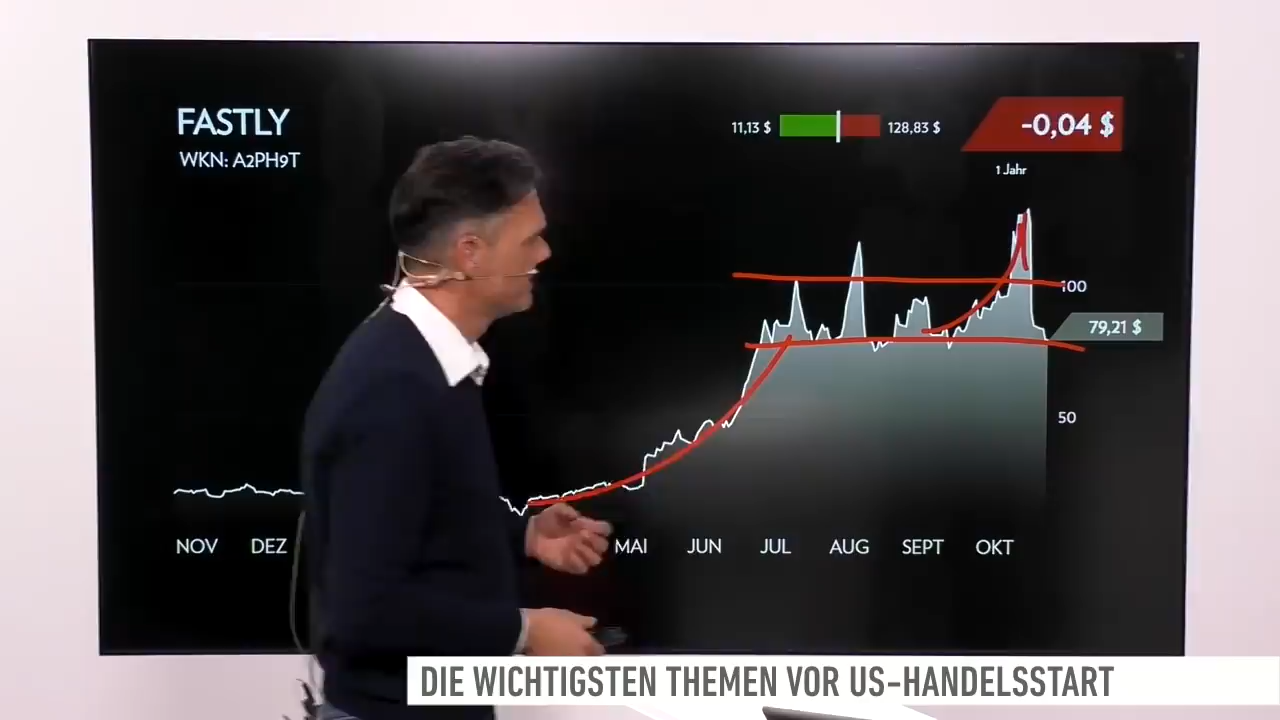 FASTLY
WKN: A2PH9T
11,13 $ 128,83 $
-0,04 $
1 Jahr
100
79,21 $
50
NOV DEZ MAI JUN JUL AUG SEPT OKT
DIE WICHTIGSTEN THEMEN VOR US-HANDELSSTART